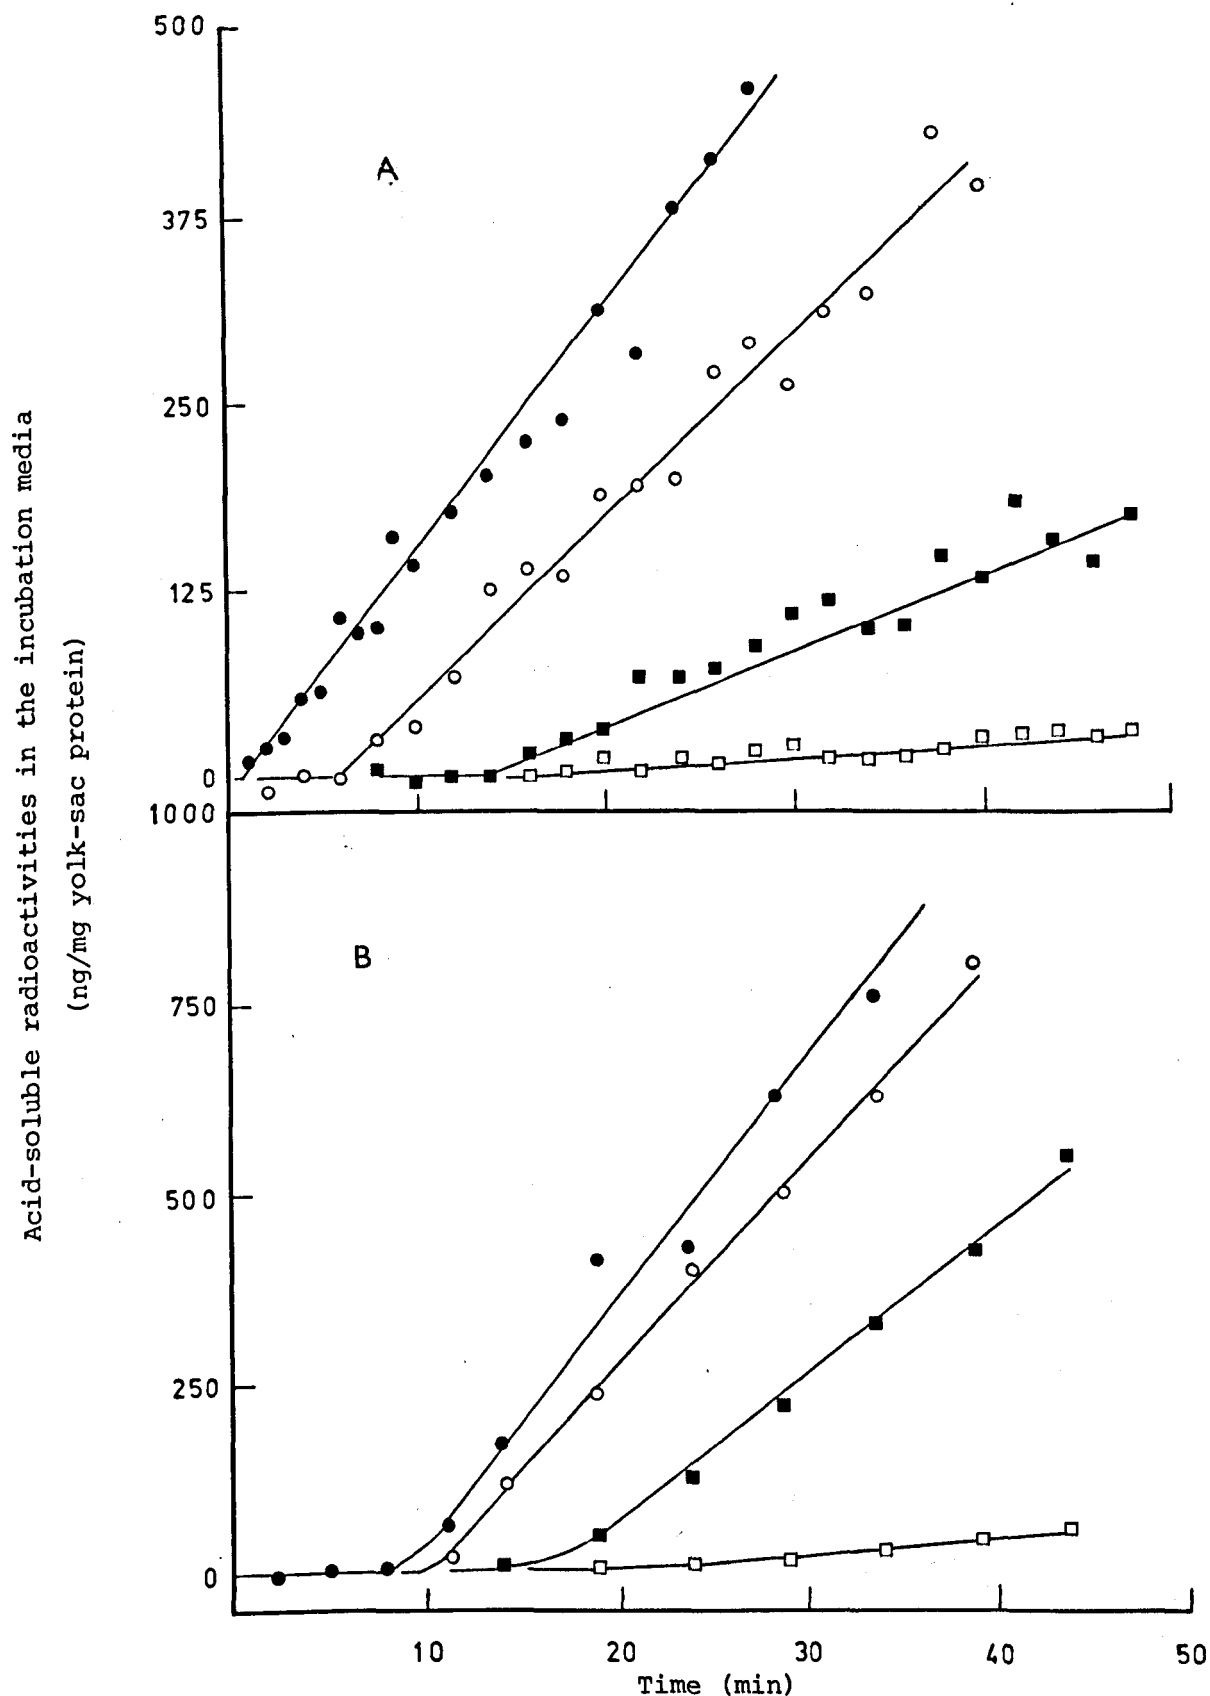 Acid-soluble radioactivities in the incubation media
(ng/mg yolk-sac protein)
500
A
375
250
125
0
1000
B
750
500
250
0
10 20 30 40 50
Time (min)